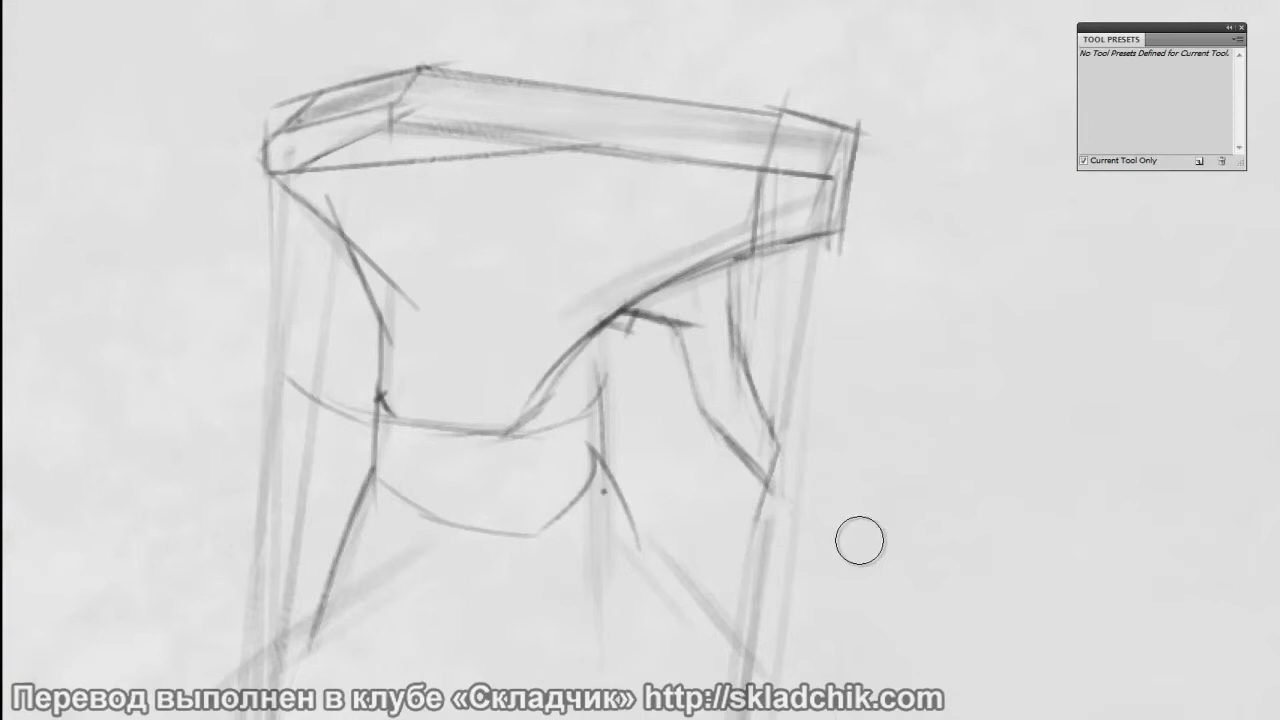 TOOL PRESETS
No Tool Presets Defined for Current Tool.
Current Tool Only
Перевод выполнен в клубе «Складчик» http://skladchik.com